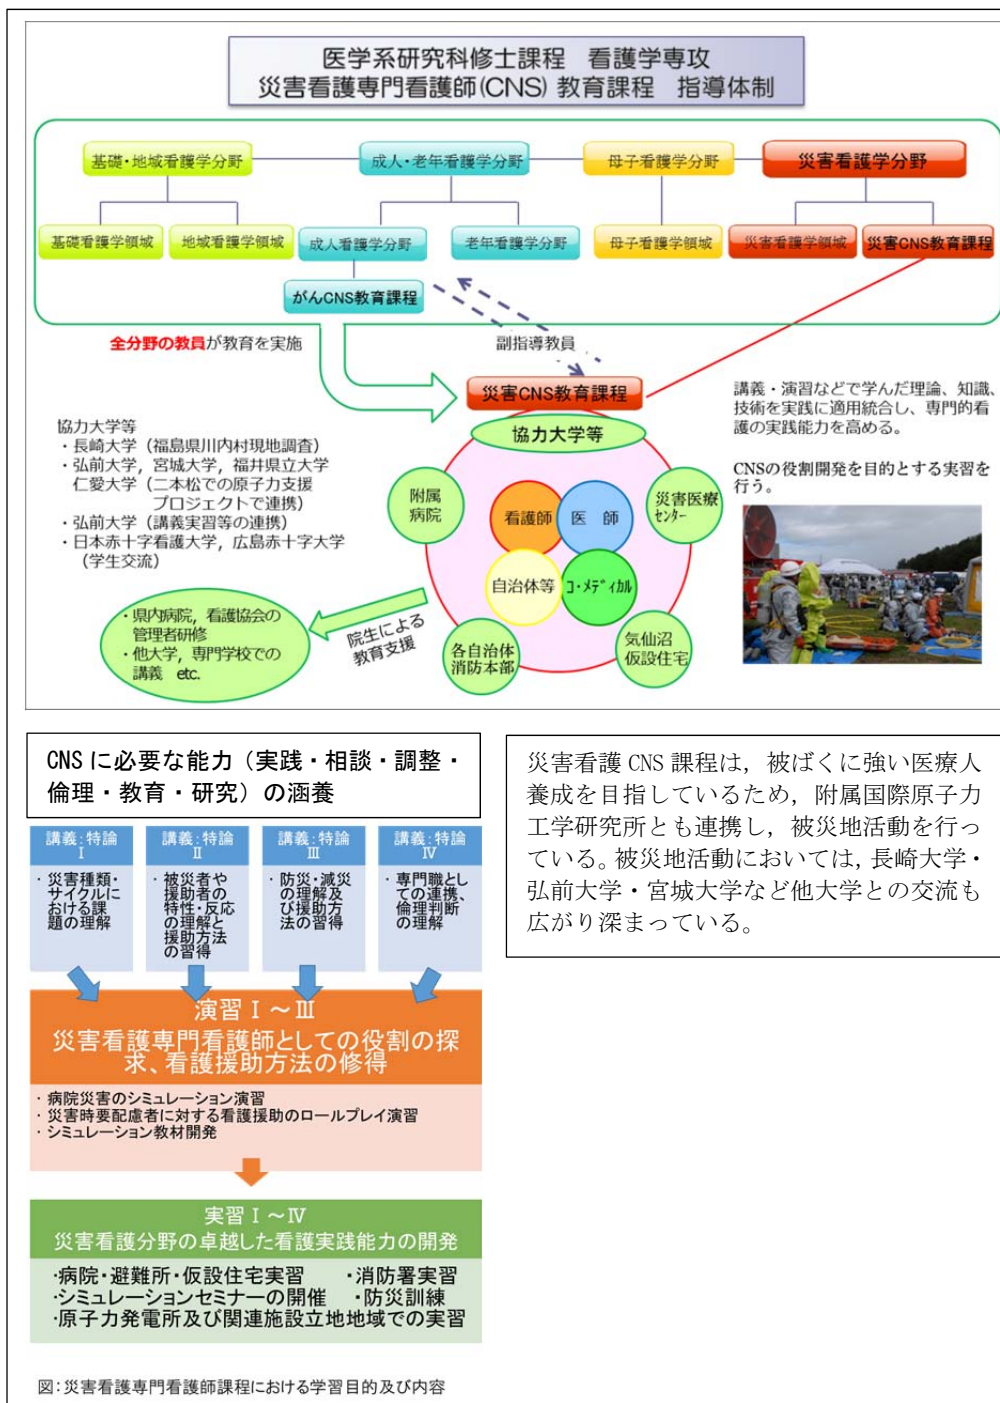 医学系研究科修士課程　看護学専攻
災害看護専門看護師(CNS) 教育課程　指導体制
基礎・地域看護学分野
成人・老年看護学分野
母子看護学分野
災害看護学分野
基礎看護学領域
地域看護学領域
成人看護学分野
老年看護学分野
母子看護学領域
災害看護学領域
災害CNS教育課程
がんCNS教育課程
全分野の教員が教育を実施
副指導教員
災害CNS教育課程
協力大学等
附属
病院
災害医療
センター
看護師
医　師
自治体等
コ・メディカル
各自治体
消防本部
気仙沼
仮設住宅
協力大学等
・長崎大学（福島県川内村現地調査）
・弘前大学，宮城大学，福井県立大学
仁愛大学（二本松での原子力支援
プロジェクトで連携）
・弘前大学（講義実習等の連携）
・日本赤十字看護大学，広島赤十字大学
（学生交流）
・県内病院，看護協会の
管理者研修
・他大学，専門学校での
講義　etc.
院生による
教育支援
講義・演習などで学んだ理論、知識、
技術を実践に適用統合し、専門的看
護の実践能力を高める。
CNSの役割開発を目的とする実習を
行う。
CNS に必要な能力（実践・相談・調整・
倫理・教育・研究）の涵養
講義：特論
Ⅰ
・災害種類・
サイクルに
おける課
題の理解
講義：特論
Ⅱ
・被災者や
援助者の
特性・反応
の理解と
援助方法
の習得
講義：特論
Ⅲ
・防災・減災
の理解及
び援助方
法の習得
講義：特論
Ⅳ
・専門職とし
ての連携、
倫理判断
の理解
演習Ⅰ～Ⅲ
災害看護専門看護師としての役割の探
求、看護援助方法の修得
・病院災害のシミュレーション演習
・災害時要配慮者に対する看護援助のロールプレイ演習
・シミュレーション教材開発
実習Ⅰ～Ⅳ
災害看護分野の卓越した看護実践能力の開発
・病院・避難所・仮設住宅実習　・消防署実習
・シミュレーションセミナーの開催　・防災訓練
・原子力発電所及び関連施設立地地域での実習
図：災害看護専門看護師課程における学習目的及び内容
災害看護 CNS 課程は，被ばくに強い医療人
養成を目指しているため，附属国際原子力
工学研究所とも連携し，被災地活動を行っ
ている。被災地活動においては，長崎大学・
弘前大学・宮城大学など他大学との交流も
広がり深まっている。